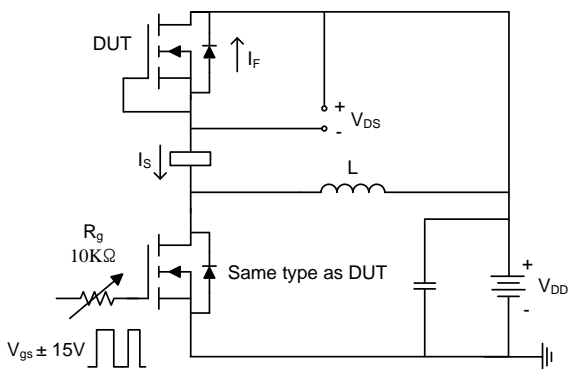 DUT
I_F
+
V_DS
-
I_S
L
R_g
10KΩ
Same type as DUT
+
V_DD
-
V_gs ± 15V